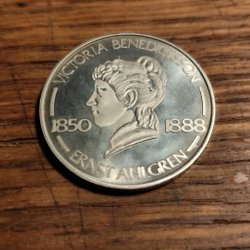 VICTORIA BENEDICTSSON
1850 1888
ERNST AHLGREN